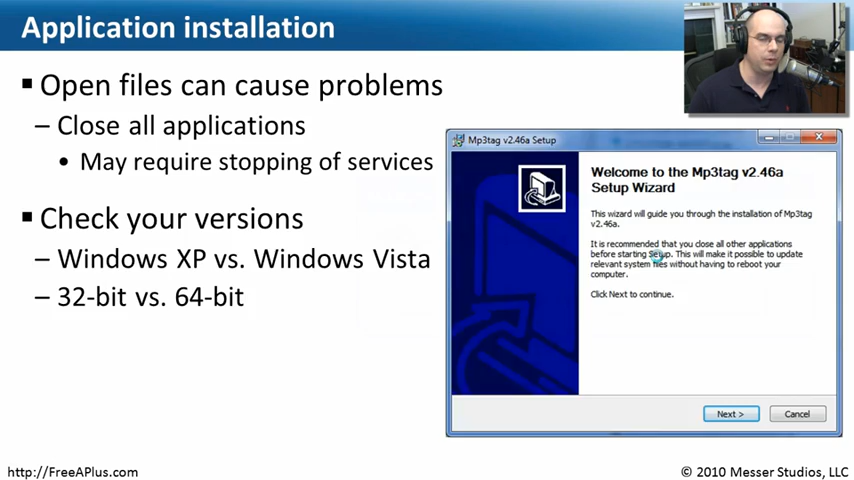 Application installation
▪ Open files can cause problems
– Close all applications
• May require stopping of services
▪ Check your versions
– Windows XP vs. Windows Vista
– 32-bit vs. 64-bit
Mp3tag v2.46a Setup
Welcome to the Mp3tag v2.46a
Setup Wizard
This wizard will guide you through the installation of Mp3tag
v2.46a.
It is recommended that you close all other applications
before starting Setup. This will make it possible to update
relevant system files without having to reboot your
computer.
Click Next to continue.
Next >
Cancel
http://FreeAPlus.com
© 2010 Messer Studios, LLC